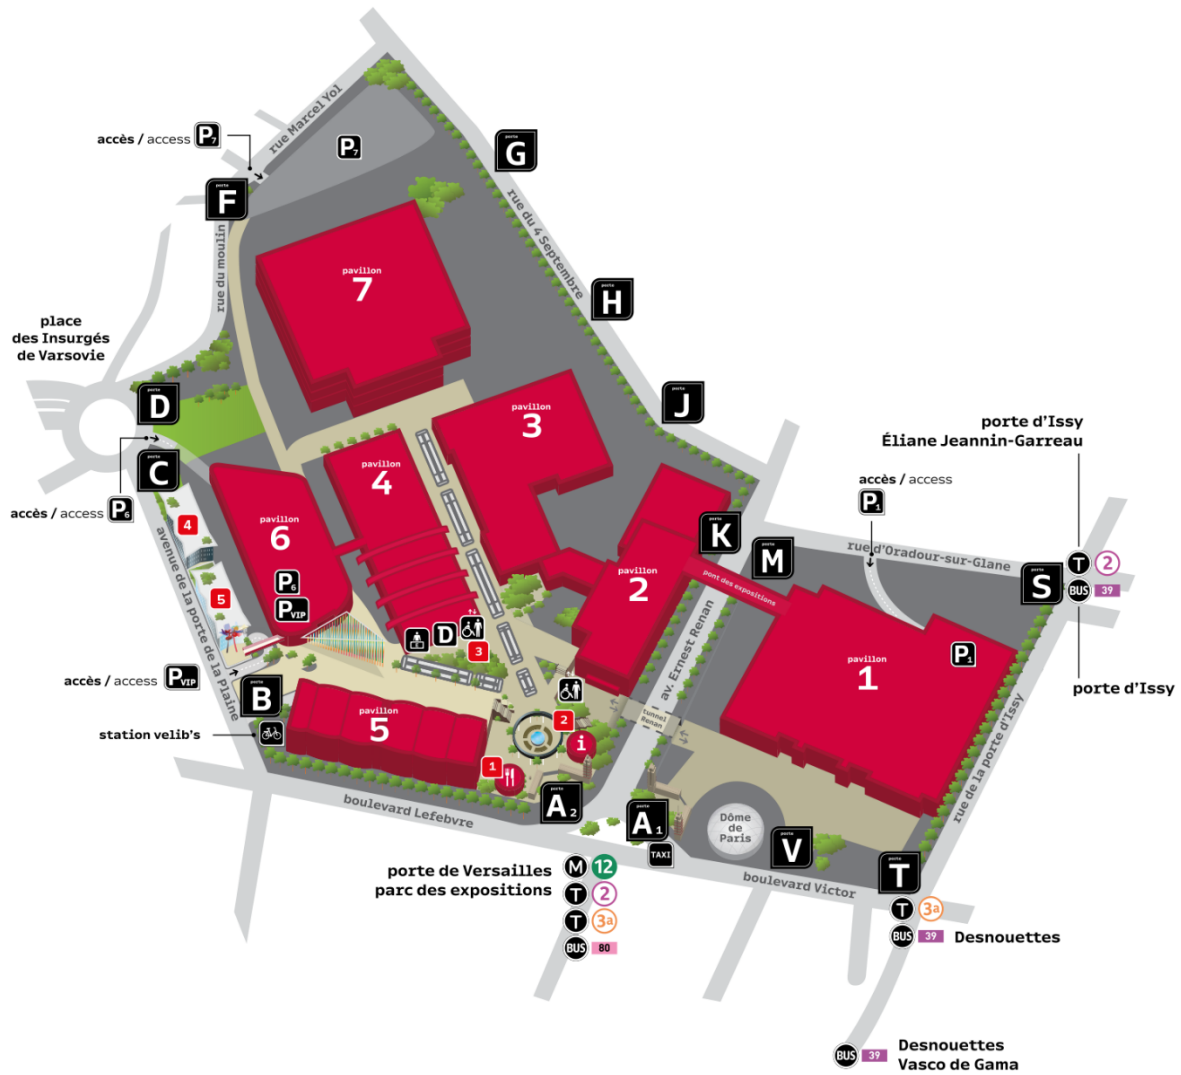 rue Marcel Yol
accès / access P7
P7
porte
G
porte
F
rue du 4 Septembre
rue du moulin
pavillon
7
porte
H
place
des Insurgés
de Varsovie
porte
D
porte
J
pavillon
3
porte d'Issy
Éliane Jeannin-Garreau
porte
C
pavillon
4
accès / access
P1
accès / access P6
4
avenue de la porte de la Plaine
pavillon
6
P6
PVIP
porte
K
porte
M
rue d'Oradour-sur-Glane
porte
S
T 2
BUS 39
pavillon
2
pont des expositions
5
D
3
av. Ernest Renan
P1
pavillon
1
accès / access PVIP
porte d'Issy
porte
B
pavillon
5
tunnel
Renan
rue de la porte d'Issy
station velib's
2
i
1
porte
A2
porte
A1
TAXI
Dôme
de
Paris
porte
V
boulevard Lefebvre
boulevard Victor
porte
T
porte de Versailles
parc des expositions
M 12
T 2
T 3a
BUS 80
T 3a
BUS 39 Desnouettes
BUS 39
Desnouettes
Vasco de Gama